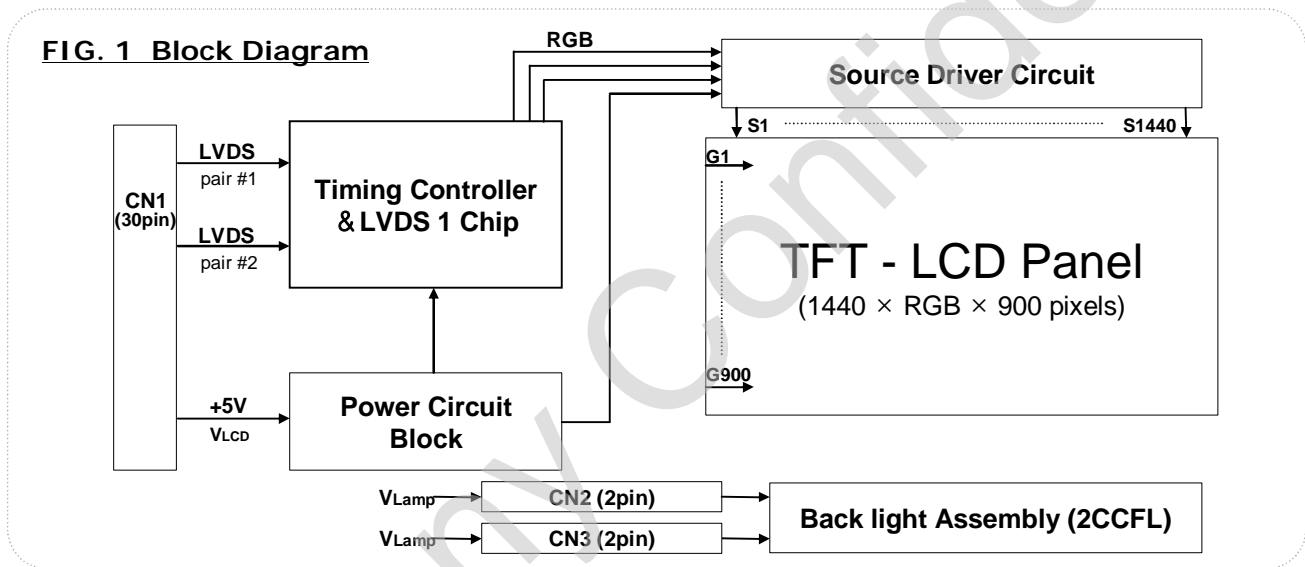 FIG. 1 Block Diagram
RGB
Source Driver Circuit
S1
S1440
CN1
(30pin)
LVDS
pair #1
LVDS
pair #2
Timing Controller
& LVDS 1 Chip
G1
G900
TFT - LCD Panel
(1440 × RGB × 900 pixels)
+5V
VLCD
Power Circuit
Block
VLamp
CN2 (2pin)
VLamp
CN3 (2pin)
Back light Assembly (2CCFL)